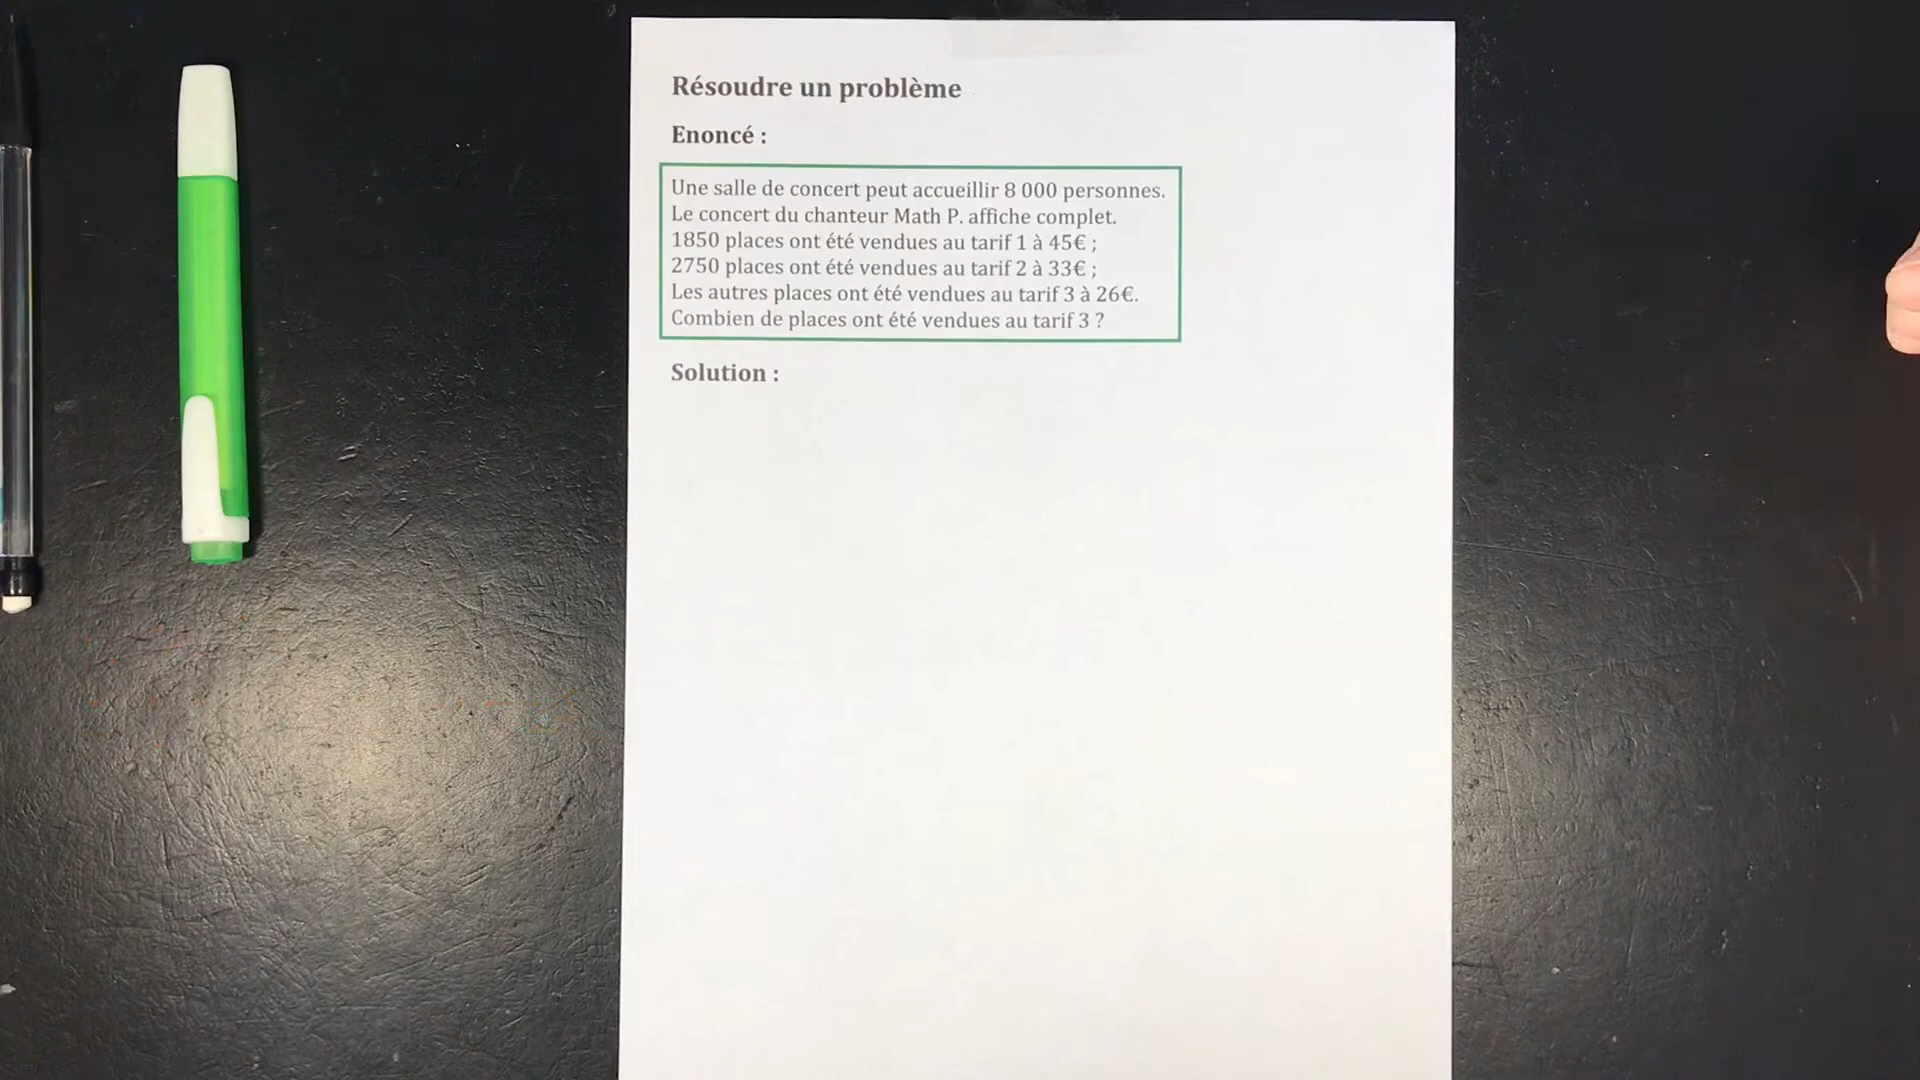 Résoudre un problème
Enoncé :
Une salle de concert peut accueillir 8 000 personnes.
Le concert du chanteur Math P. affiche complet.
1850 places ont été vendues au tarif 1 à 45€ ;
2750 places ont été vendues au tarif 2 à 33€ ;
Les autres places ont été vendues au tarif 3 à 26€.
Combien de places ont été vendues au tarif 3 ?
Solution :